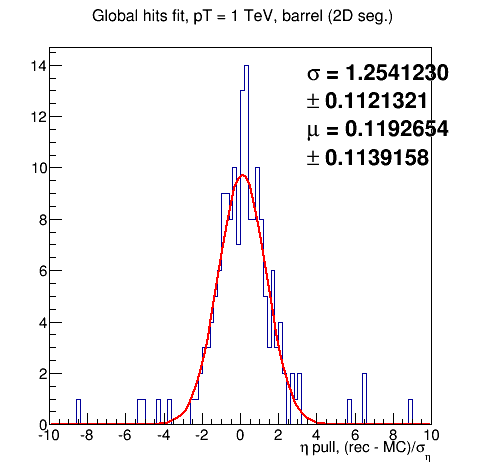 Global hits fit, pT = 1 TeV, barrel (2D seg.)
σ = 1.2541230
± 0.1121321
μ = 0.1192654
± 0.1139158
14
12
10
8
6
4
2
0
-10 -8 -6 -4 -2 0 2 4 6 8 10
η pull, (rec - MC)/σ_η